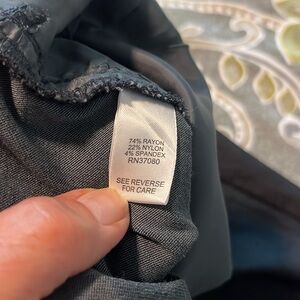 74% RAYON
22% NYLON
4% SPANDEX
RN37080
SEE REVERSE
FOR CARE